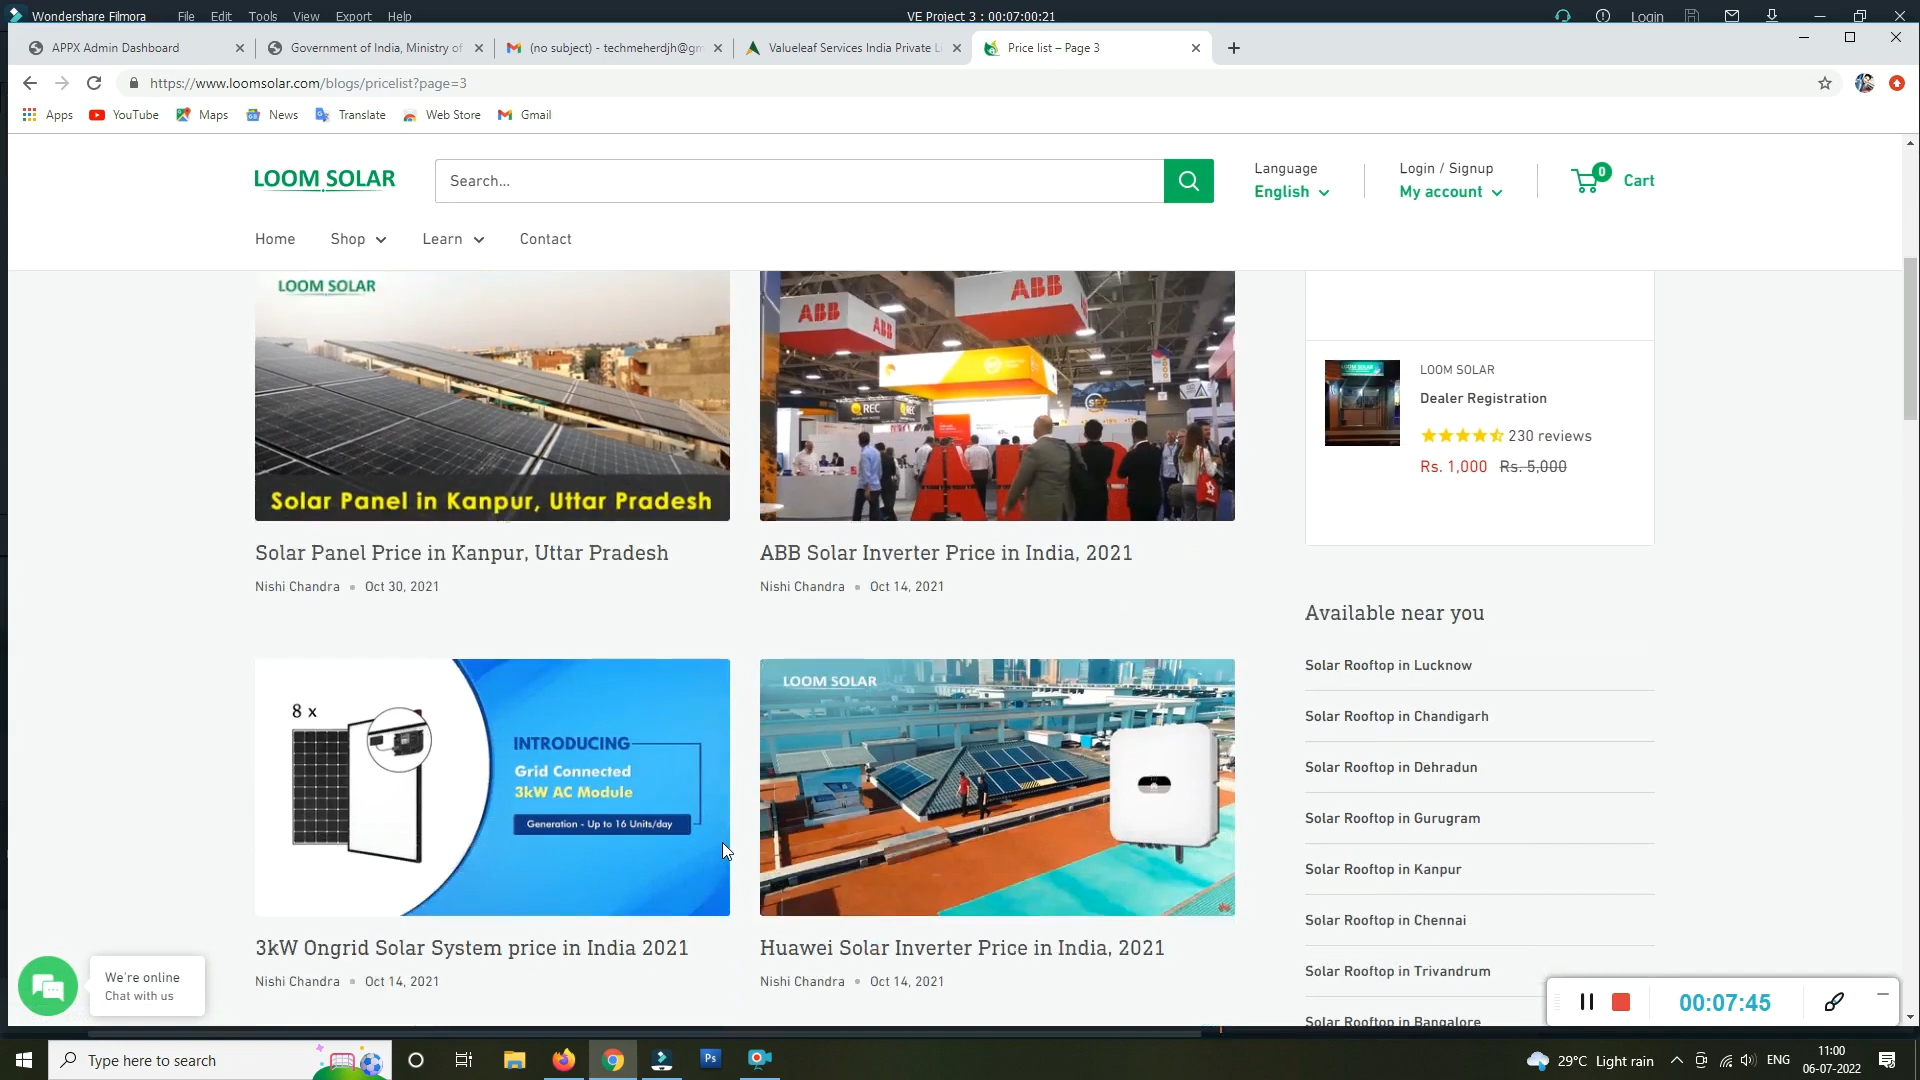 Wondershare Filmora
File Edit Tools View Export Help
VE Project 3 : 00:07:00:21
Login
APPX Admin Dashboard
Government of India, Ministry of
(no subject) - techmeherdjh@gm
Valueleaf Services India Private Li
Price list – Page 3
https://www.loomsolar.com/blogs/pricelist?page=3
Apps YouTube Maps News Translate Web Store Gmail
LOOM SOLAR
Search...
Language
English
Login / Signup
My account
0
Cart
Home Shop Learn Contact
LOOM SOLAR
Solar Panel in Kanpur, Uttar Pradesh
Solar Panel Price in Kanpur, Uttar Pradesh
Nishi Chandra Oct 30, 2021
ABB
ABB
ABB
REC
REC
ABB Solar Inverter Price in India, 2021
Nishi Chandra Oct 14, 2021
8 x
INTRODUCING
Grid Connected
3kW AC Module
Generation - Up to 16 Units/day
3kW Ongrid Solar System price in India 2021
Nishi Chandra Oct 14, 2021
LOOM SOLAR
Huawei Solar Inverter Price in India, 2021
Nishi Chandra Oct 14, 2021
LOOM SOLAR
Dealer Registration
230 reviews
Rs. 1,000 Rs. 5,000
Available near you
Solar Rooftop in Lucknow
Solar Rooftop in Chandigarh
Solar Rooftop in Dehradun
Solar Rooftop in Gurugram
Solar Rooftop in Kanpur
Solar Rooftop in Chennai
Solar Rooftop in Trivandrum
Solar Rooftop in Bangalore
We're online
Chat with us
00:07:45
Type here to search
Ps
29°C Light rain
ENG
11:00
06-07-2022